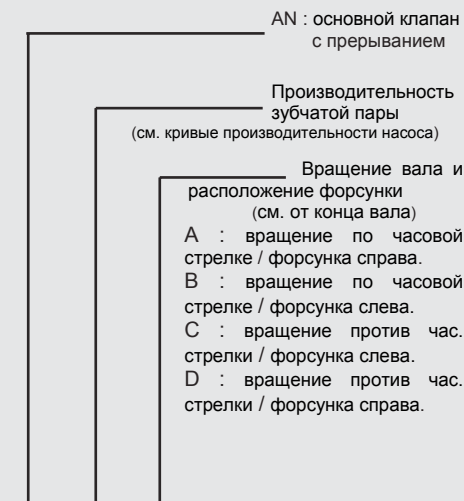 AN : основной клапан
с прерыванием
Производительность
зубчатой пары
(см. кривые производительности насоса)
Вращение вала и
расположение форсунки
(см. от конца вала)
A : вращение по часовой
стрелке / форсунка справа.
B : вращение по часовой
стрелке / форсунка слева.
C : вращение против час.
стрелки / форсунка слева.
D : вращение против час.
стрелки / форсунка справа.